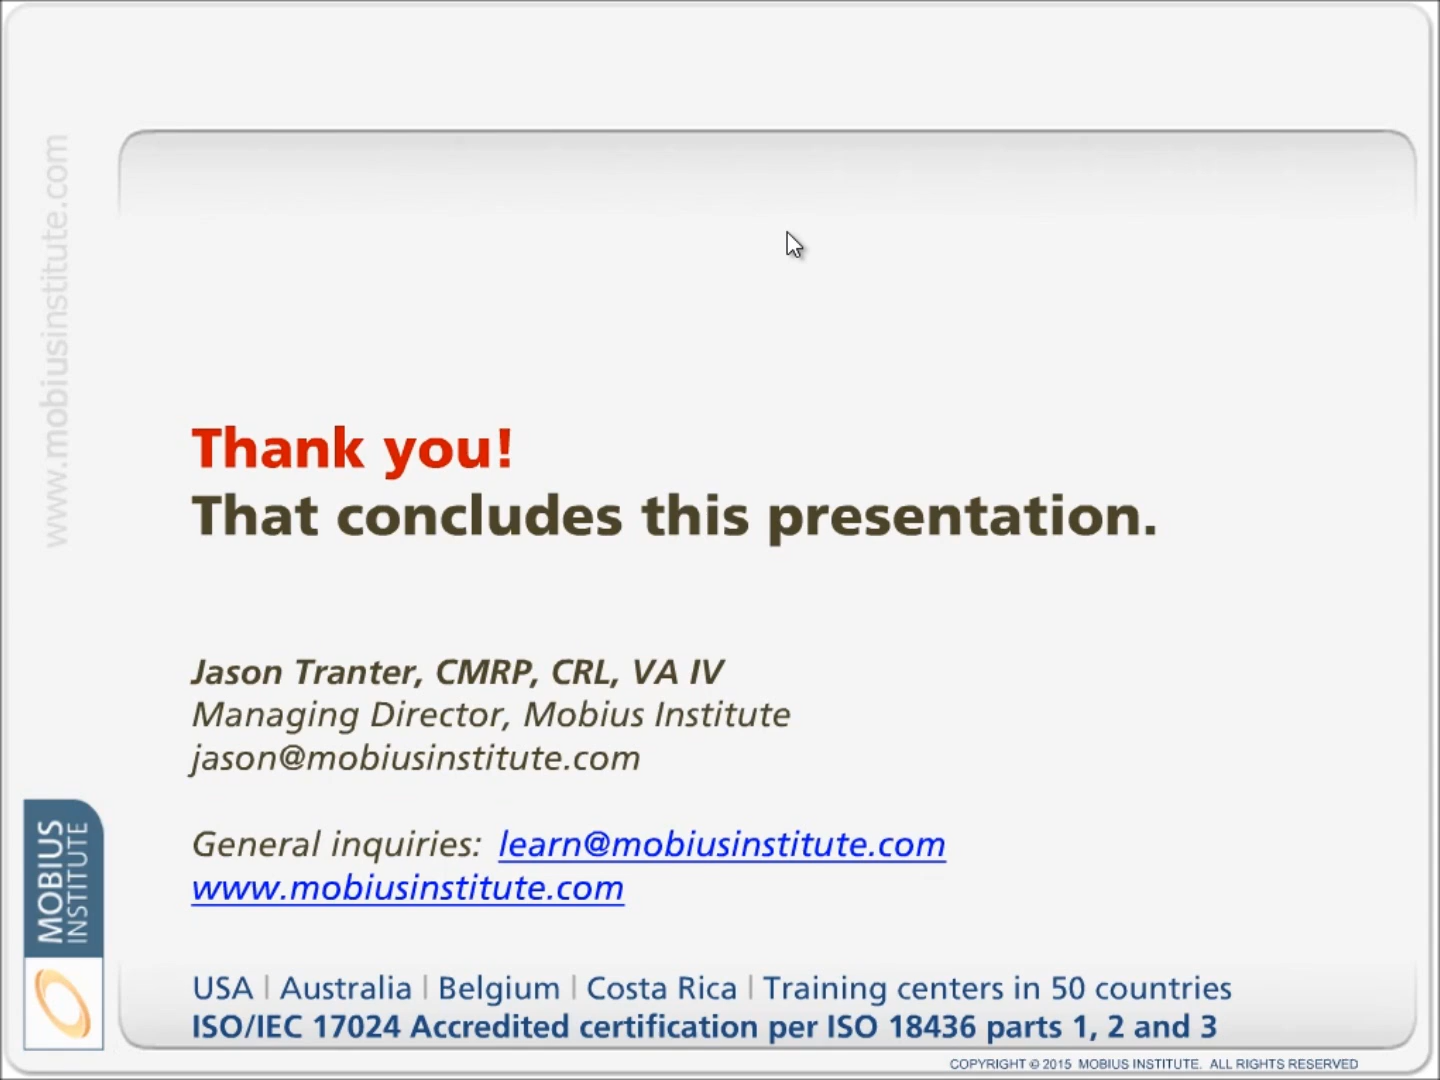 www.mobiusinstitute.com
Thank you!
That concludes this presentation.
Jason Tranter, CMRP, CRL, VA IV
Managing Director, Mobius Institute
jason@mobiusinstitute.com
General inquiries: learn@mobiusinstitute.com
www.mobiusinstitute.com
MOBIUS
INSTITUTE
USA | Australia | Belgium | Costa Rica | Training centers in 50 countries
ISO/IEC 17024 Accredited certification per ISO 18436 parts 1, 2 and 3
COPYRIGHT © 2015 MOBIUS INSTITUTE. ALL RIGHTS RESERVED